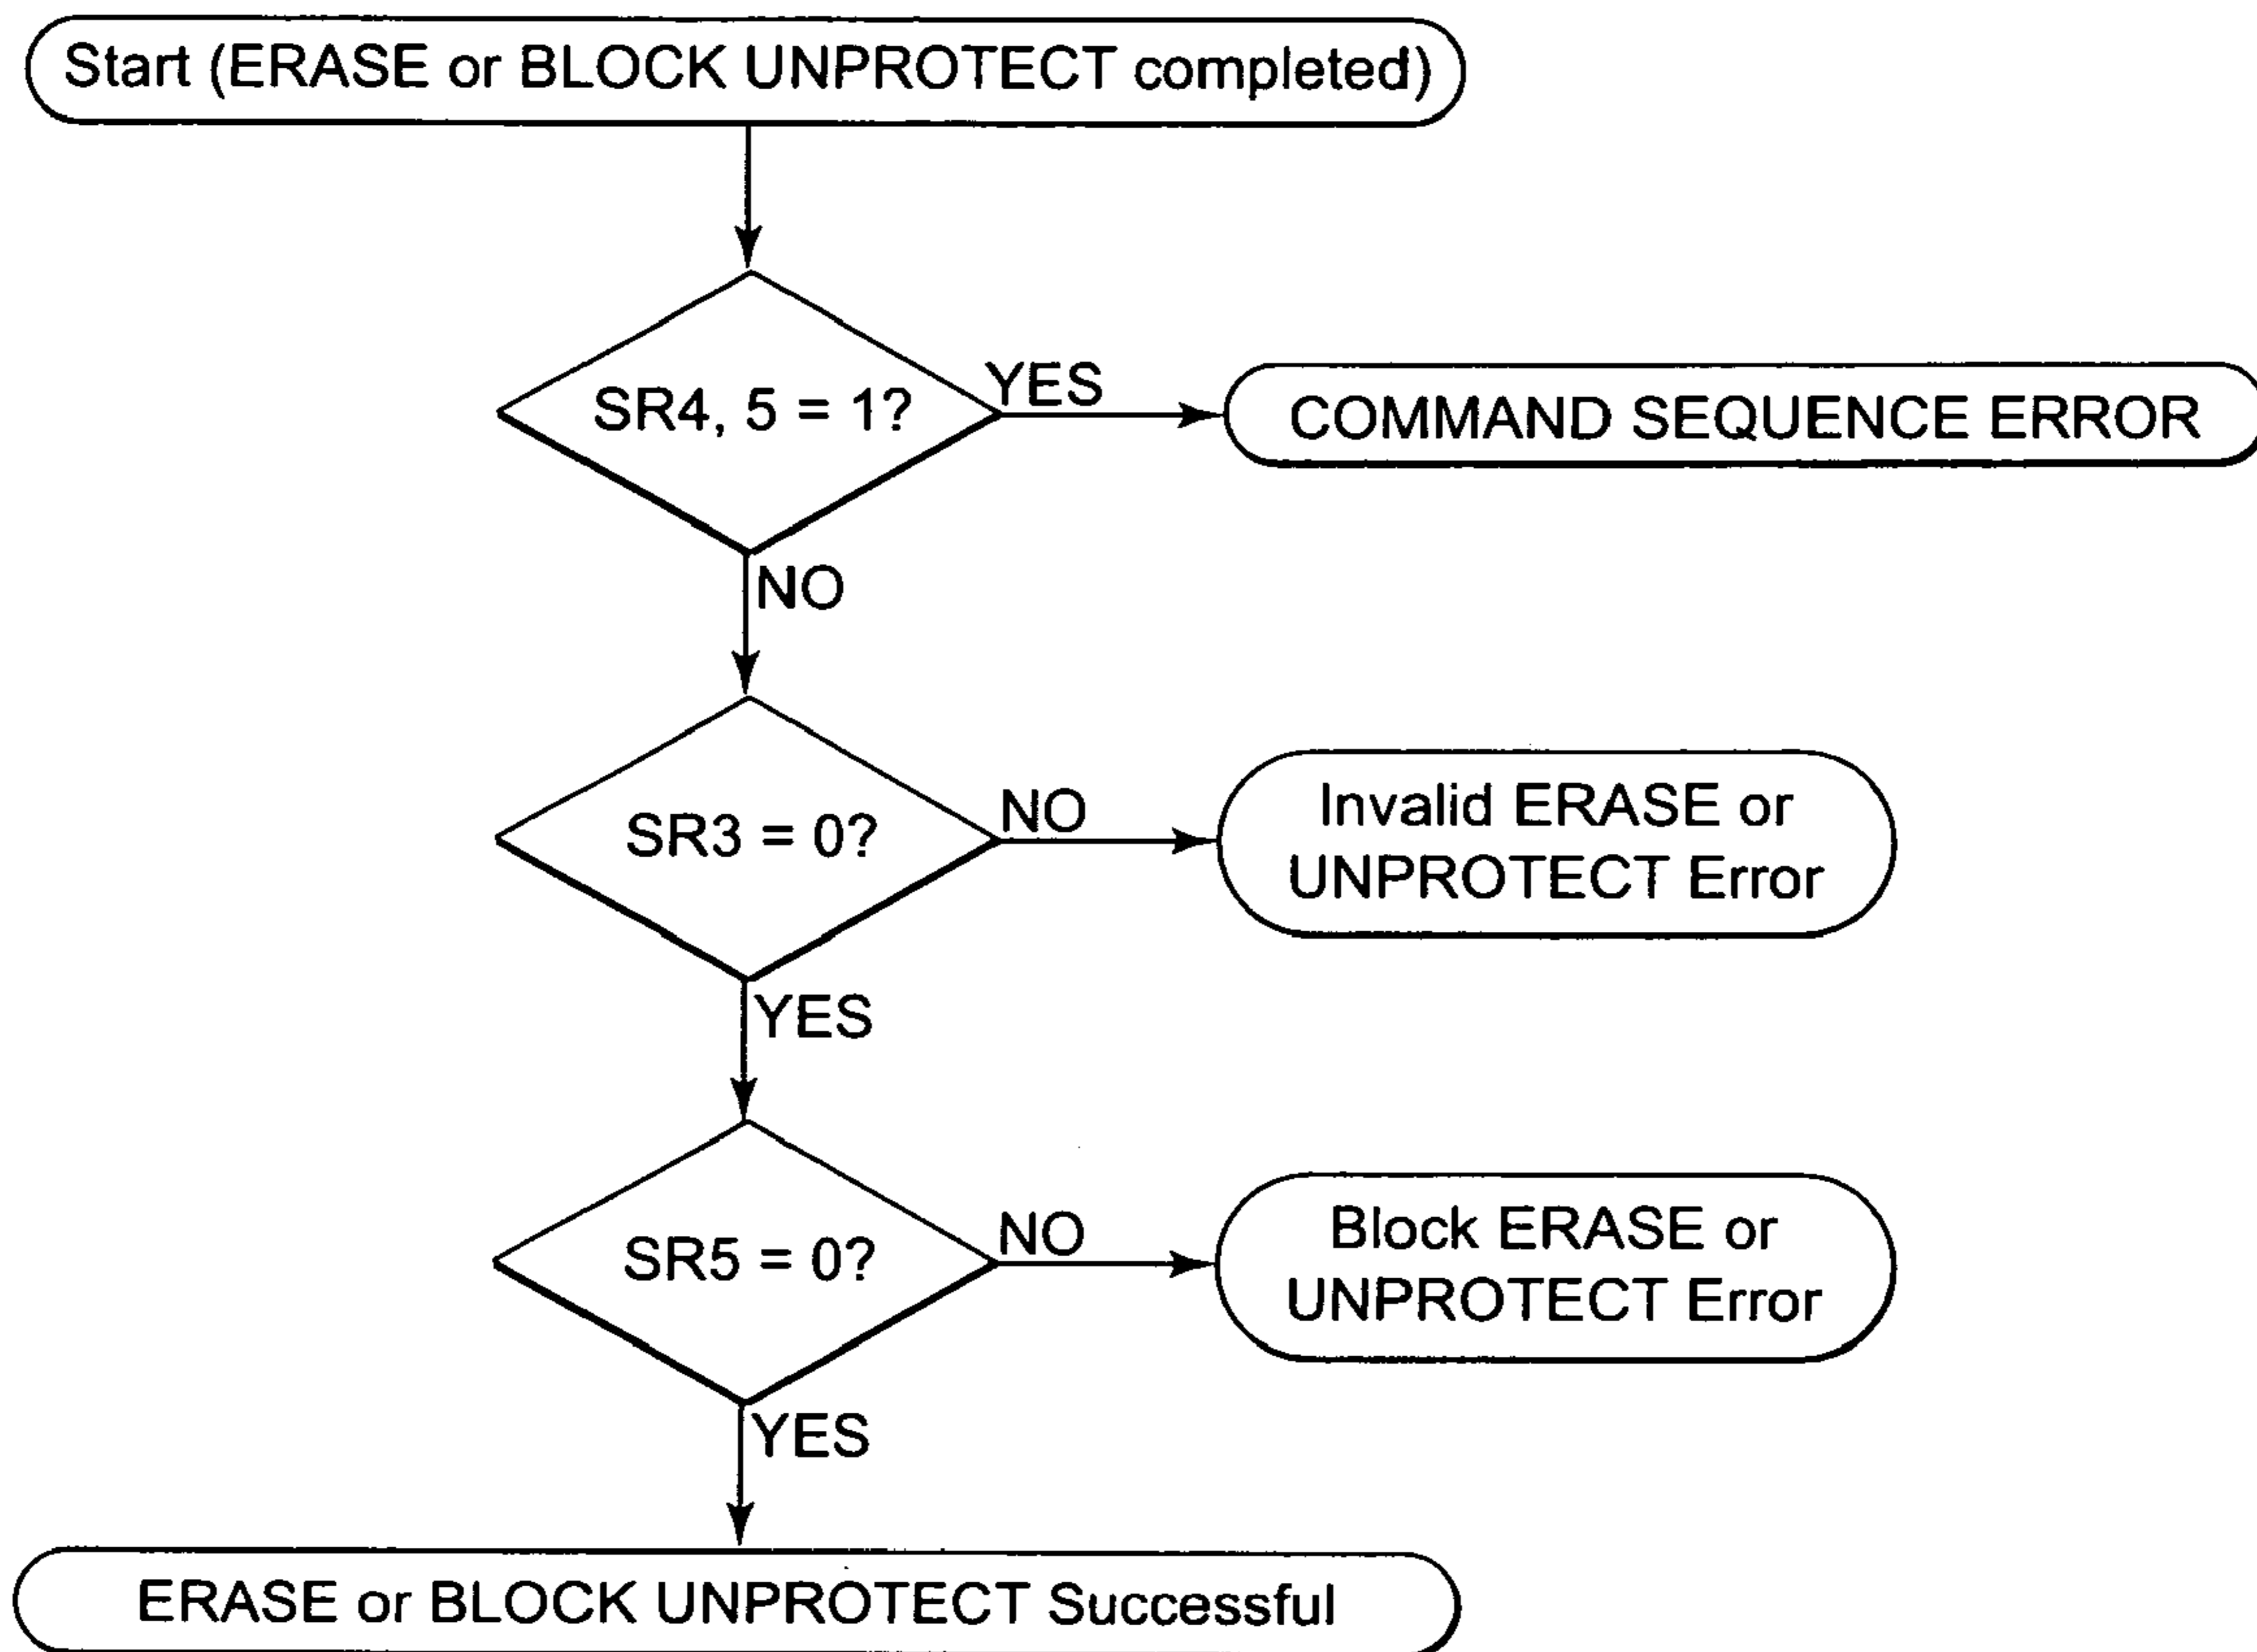 Start (ERASE or BLOCK UNPROTECT completed)
SR4, 5 = 1?
YES
COMMAND SEQUENCE ERROR
NO
SR3 = 0?
NO
Invalid ERASE or
UNPROTECT Error
YES
SR5 = 0?
NO
Block ERASE or
UNPROTECT Error
YES
ERASE or BLOCK UNPROTECT Successful